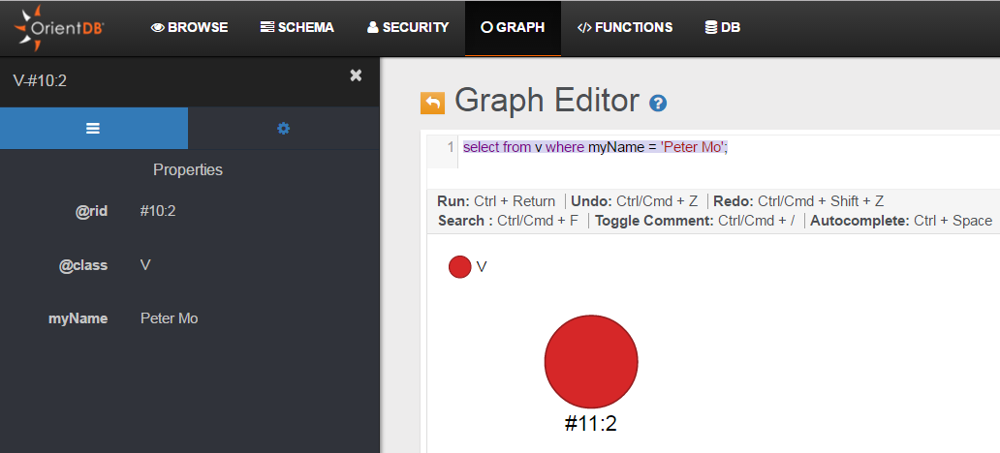 OrientDB BROWSE SCHEMA SECURITY GRAPH </> FUNCTIONS DB
V-#10:2 ×
Properties
@rid #10:2
@class V
myName Peter Mo
Graph Editor ?
1 select from v where myName = 'Peter Mo';
Run: Ctrl + Return | Undo: Ctrl/Cmd + Z | Redo: Ctrl/Cmd + Shift + Z
Search : Ctrl/Cmd + F | Toggle Comment: Ctrl/Cmd + / | Autocomplete: Ctrl + Space
V
#11:2